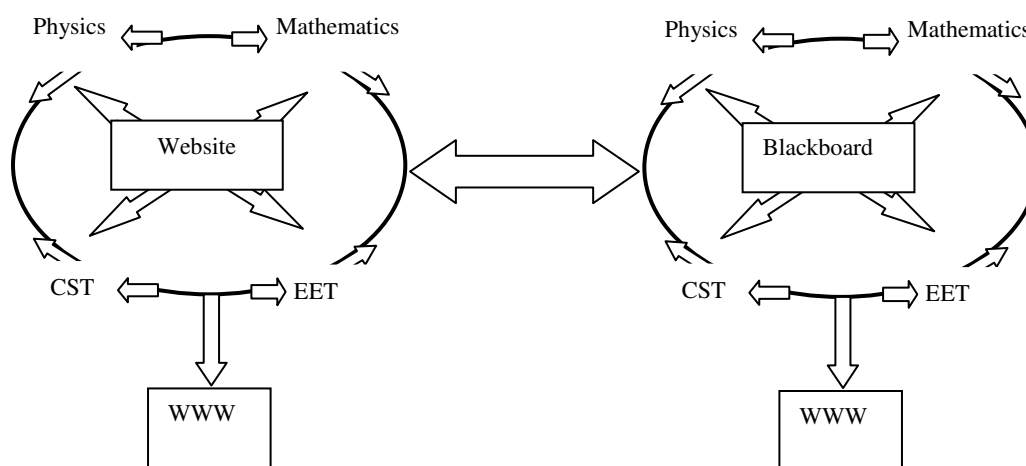 Physics Mathematics Physics Mathematics
Website Blackboard
CST EET CST EET
WWW WWW